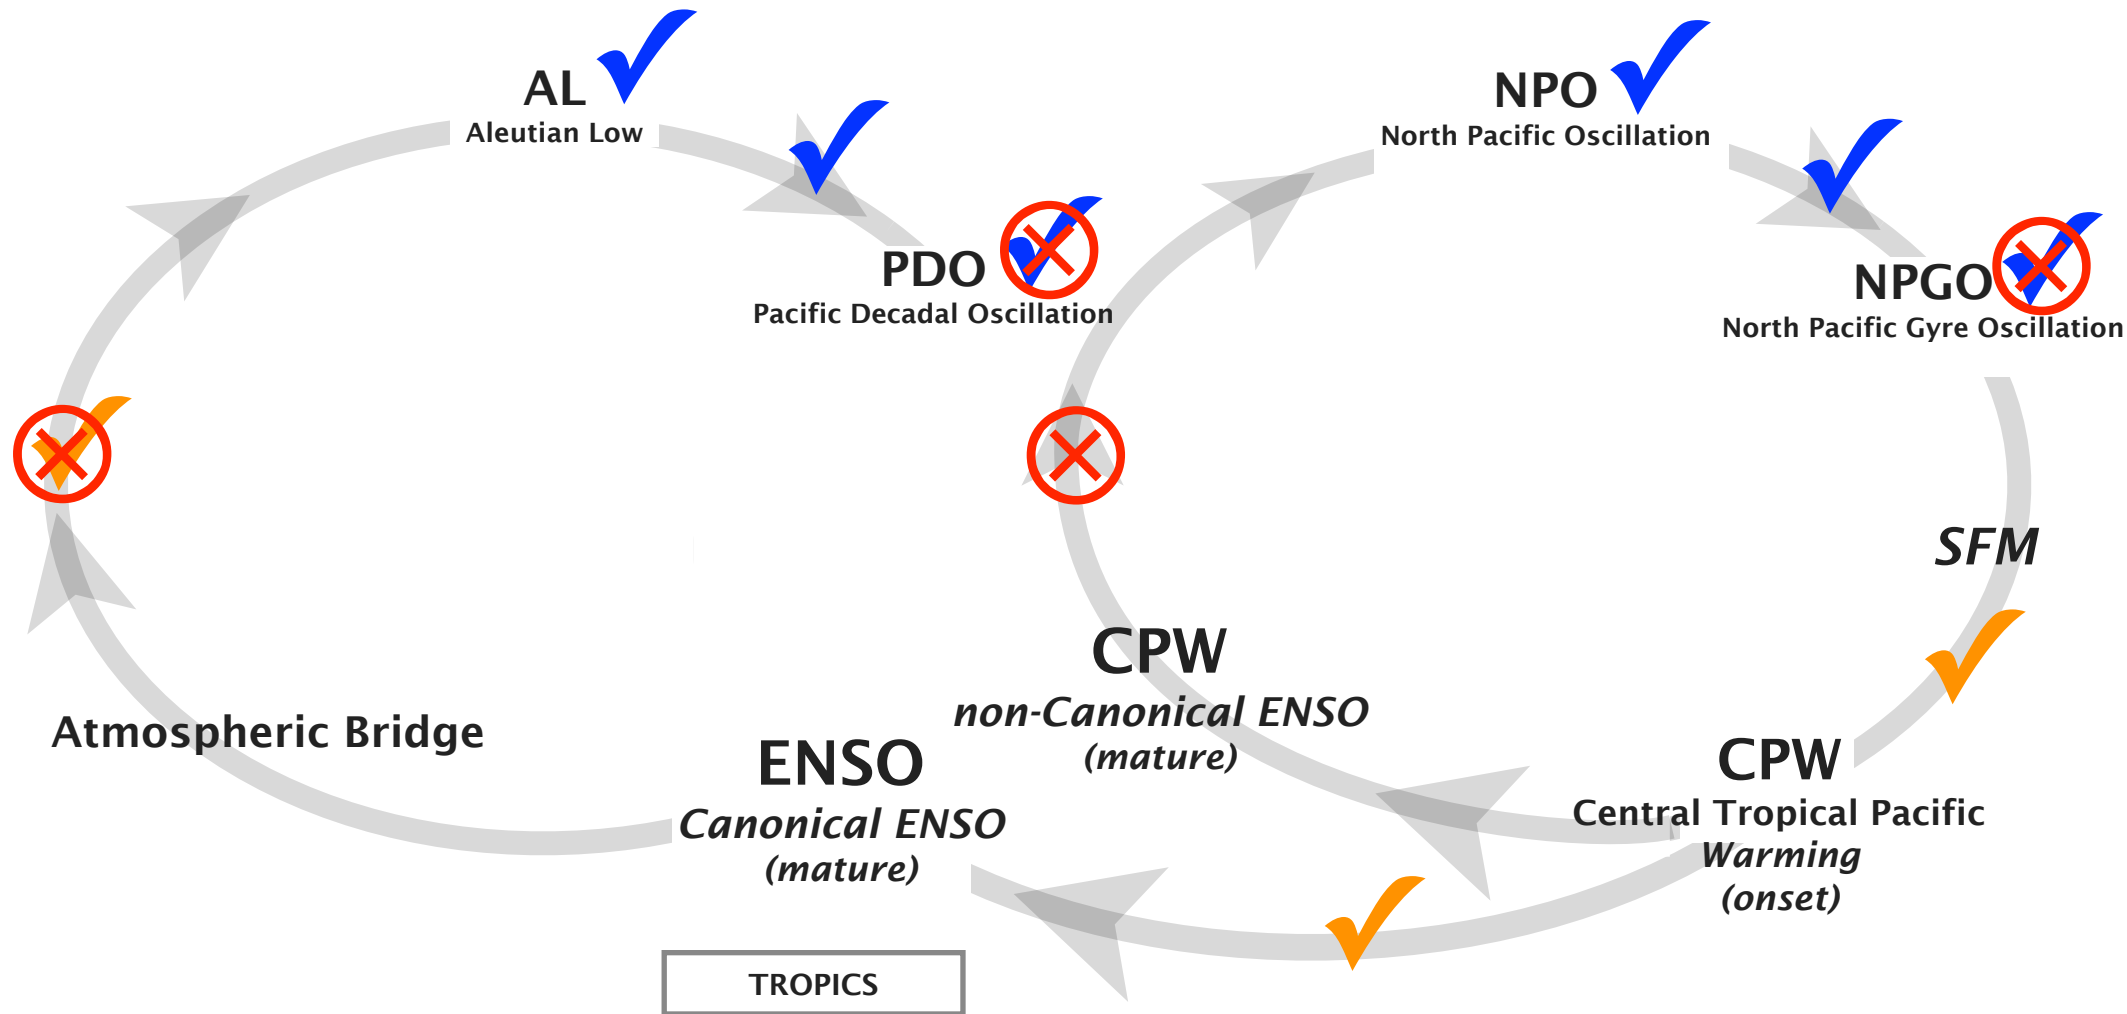 AL
Aleutian Low
NPO
North Pacific Oscillation
PDO
Pacific Decadal Oscillation
NPGO
North Pacific Gyre Oscillation
SFM
Atmospheric Bridge
CPW
non-Canonical ENSO
(mature)
ENSO
Canonical ENSO
(mature)
CPW
Central Tropical Pacific
Warming
(onset)
TROPICS